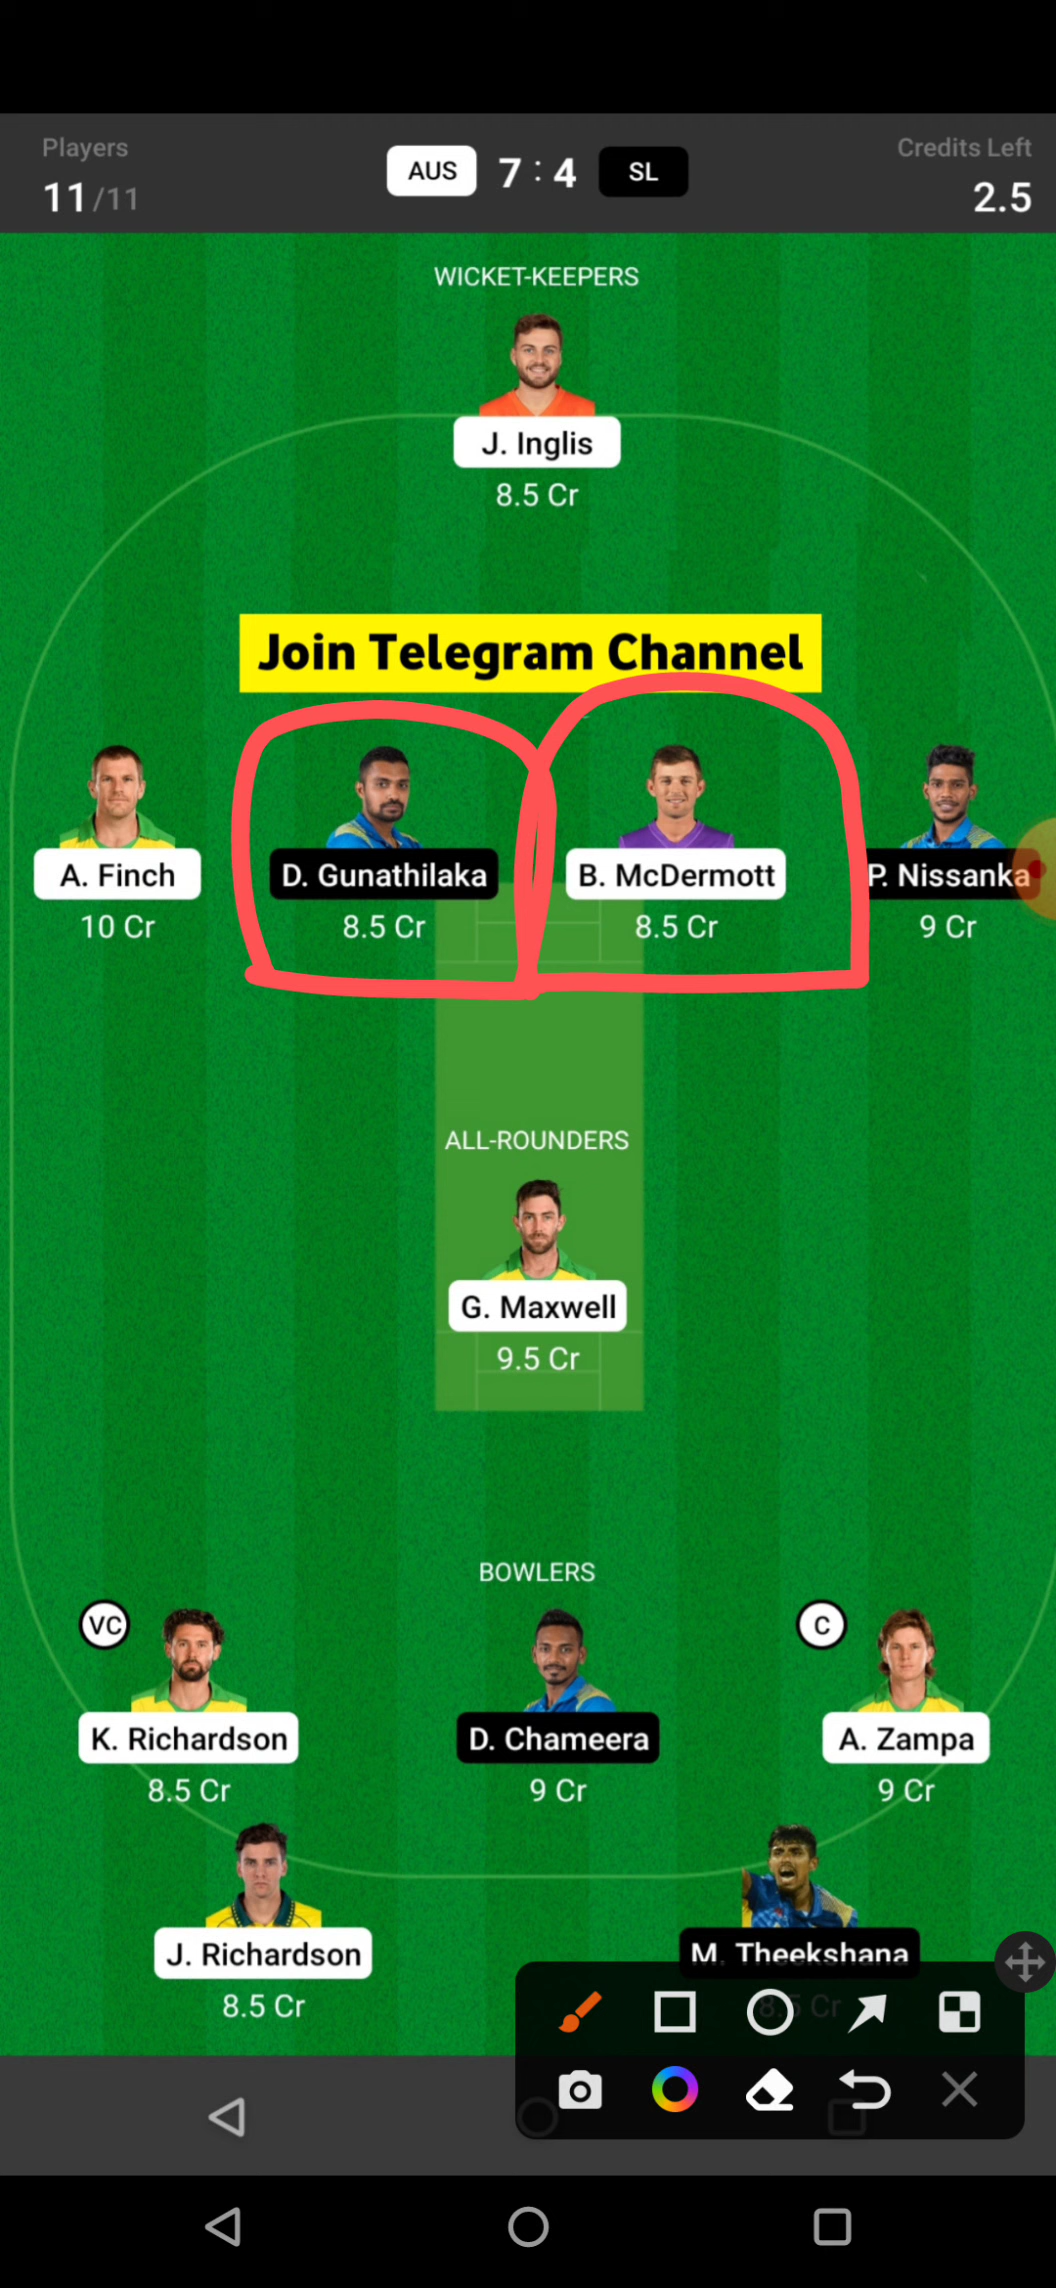 Players
Credits Left
AUS 7 : 4 SL
11/11
2.5
WICKET-KEEPERS
J. Inglis
8.5 Cr
Join Telegram Channel
A. Finch
D. Gunathilaka
B. McDermott
P. Nissanka
10 Cr
8.5 Cr
8.5 Cr
9 Cr
ALL-ROUNDERS
G. Maxwell
9.5 Cr
BOWLERS
VC
C
K. Richardson
D. Chameera
A. Zampa
8.5 Cr
9 Cr
9 Cr
J. Richardson
M. Theekshana
8.5 Cr
8.5 Cr